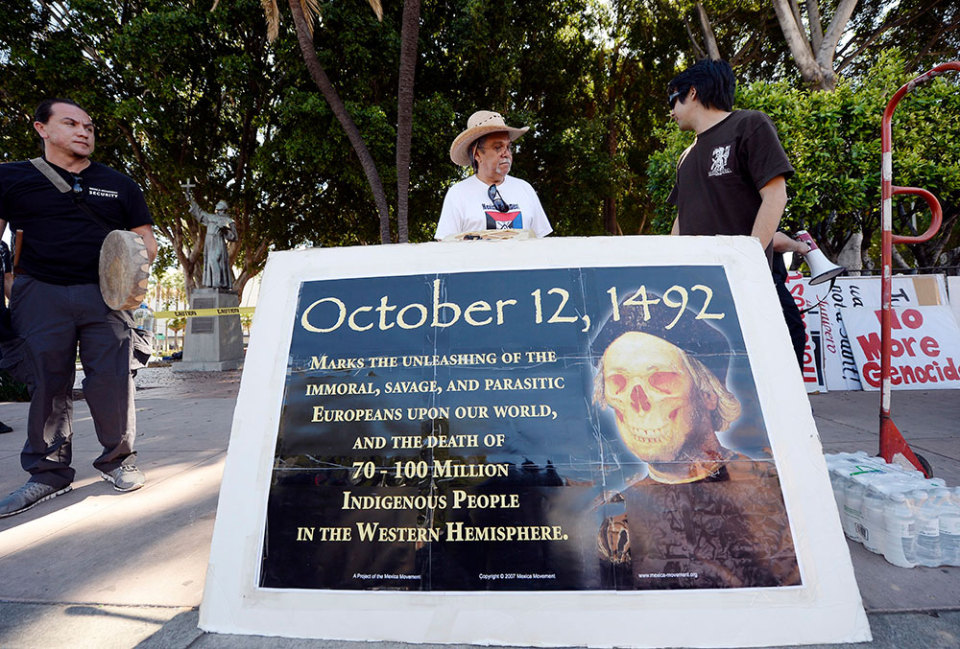 October 12, 1492
Marks the unleashing of the
immoral, savage, and parasitic
Europeans upon our world,
and the death of
70 - 100 Million
Indigenous People
in the Western Hemisphere.
A Project of the Mexica Movement
Copyright © 2007 Mexica Movement
www.mexica-movement.org
SECURITY
CAUTION
No
More
Genocide